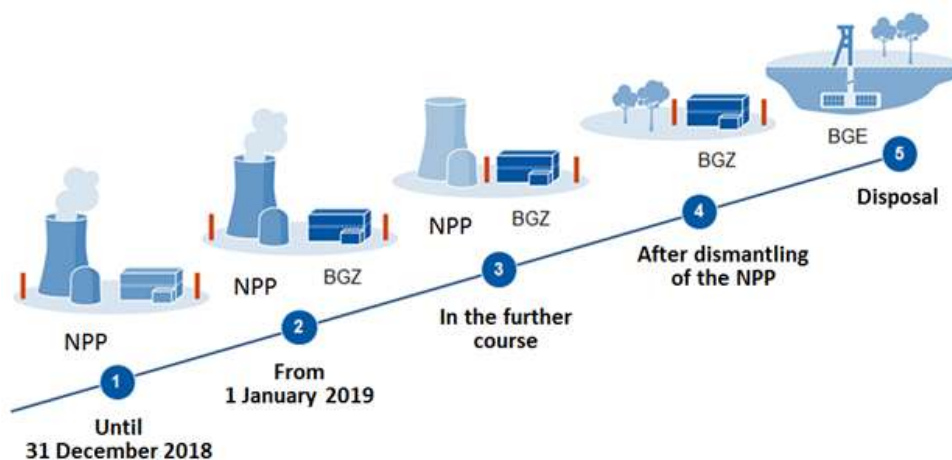 NPP
1
Until
31 December 2018
NPP
BGZ
2
From
1 January 2019
NPP
BGZ
3
In the further
course
BGZ
4
After dismantling
of the NPP
BGE
5
Disposal